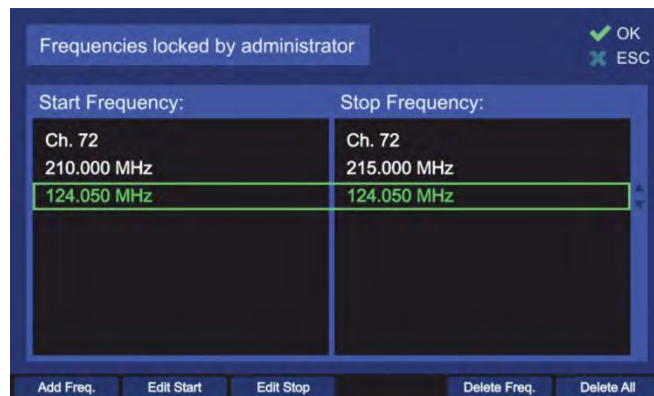 Frequencies locked by administrator
OK
ESC
Start Frequency: Stop Frequency:
Ch. 72 Ch. 72
210.000 MHz 215.000 MHz
124.050 MHz 124.050 MHz
Add Freq. Edit Start Edit Stop Delete Freq. Delete All